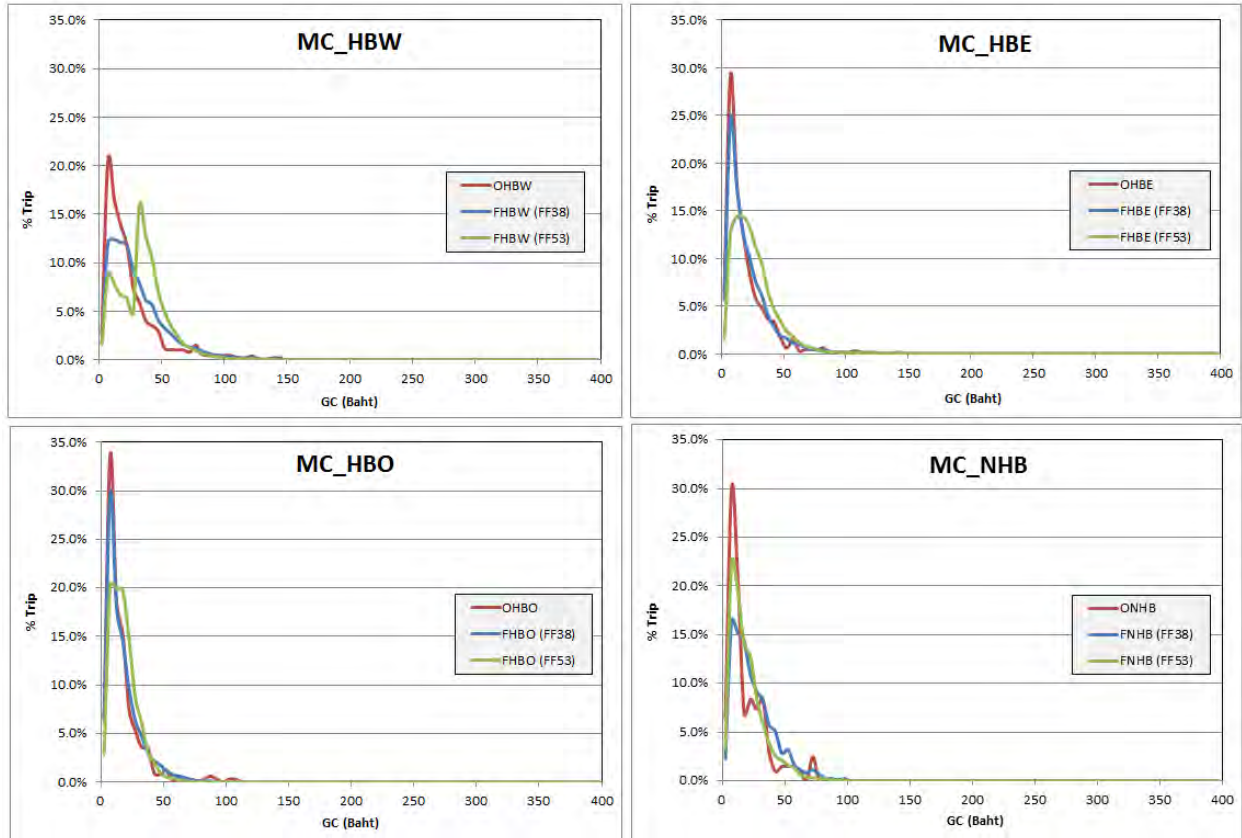 MC_HBW
35.0%
30.0%
25.0%
20.0%
15.0%
10.0%
5.0%
0.0%
% Trip
OHBW
FHBW (FF38)
FHBW (FF53)
0 50 100 150 200 250 300 350 400
GC (Baht)
MC_HBE
35.0%
30.0%
25.0%
20.0%
15.0%
10.0%
5.0%
0.0%
% Trip
OHBE
FHBE (FF38)
FHBE (FF53)
0 50 100 150 200 250 300 350 400
GC (Baht)
MC_HBO
35.0%
30.0%
25.0%
20.0%
15.0%
10.0%
5.0%
0.0%
% Trip
OHBO
FHBO (FF38)
FHBO (FF53)
0 50 100 150 200 250 300 350 400
GC (Baht)
MC_NHB
35.0%
30.0%
25.0%
20.0%
15.0%
10.0%
5.0%
0.0%
% Trip
ONHB
FNHB (FF38)
FNHB (FF53)
0 50 100 150 200 250 300 350 400
GC (Baht)